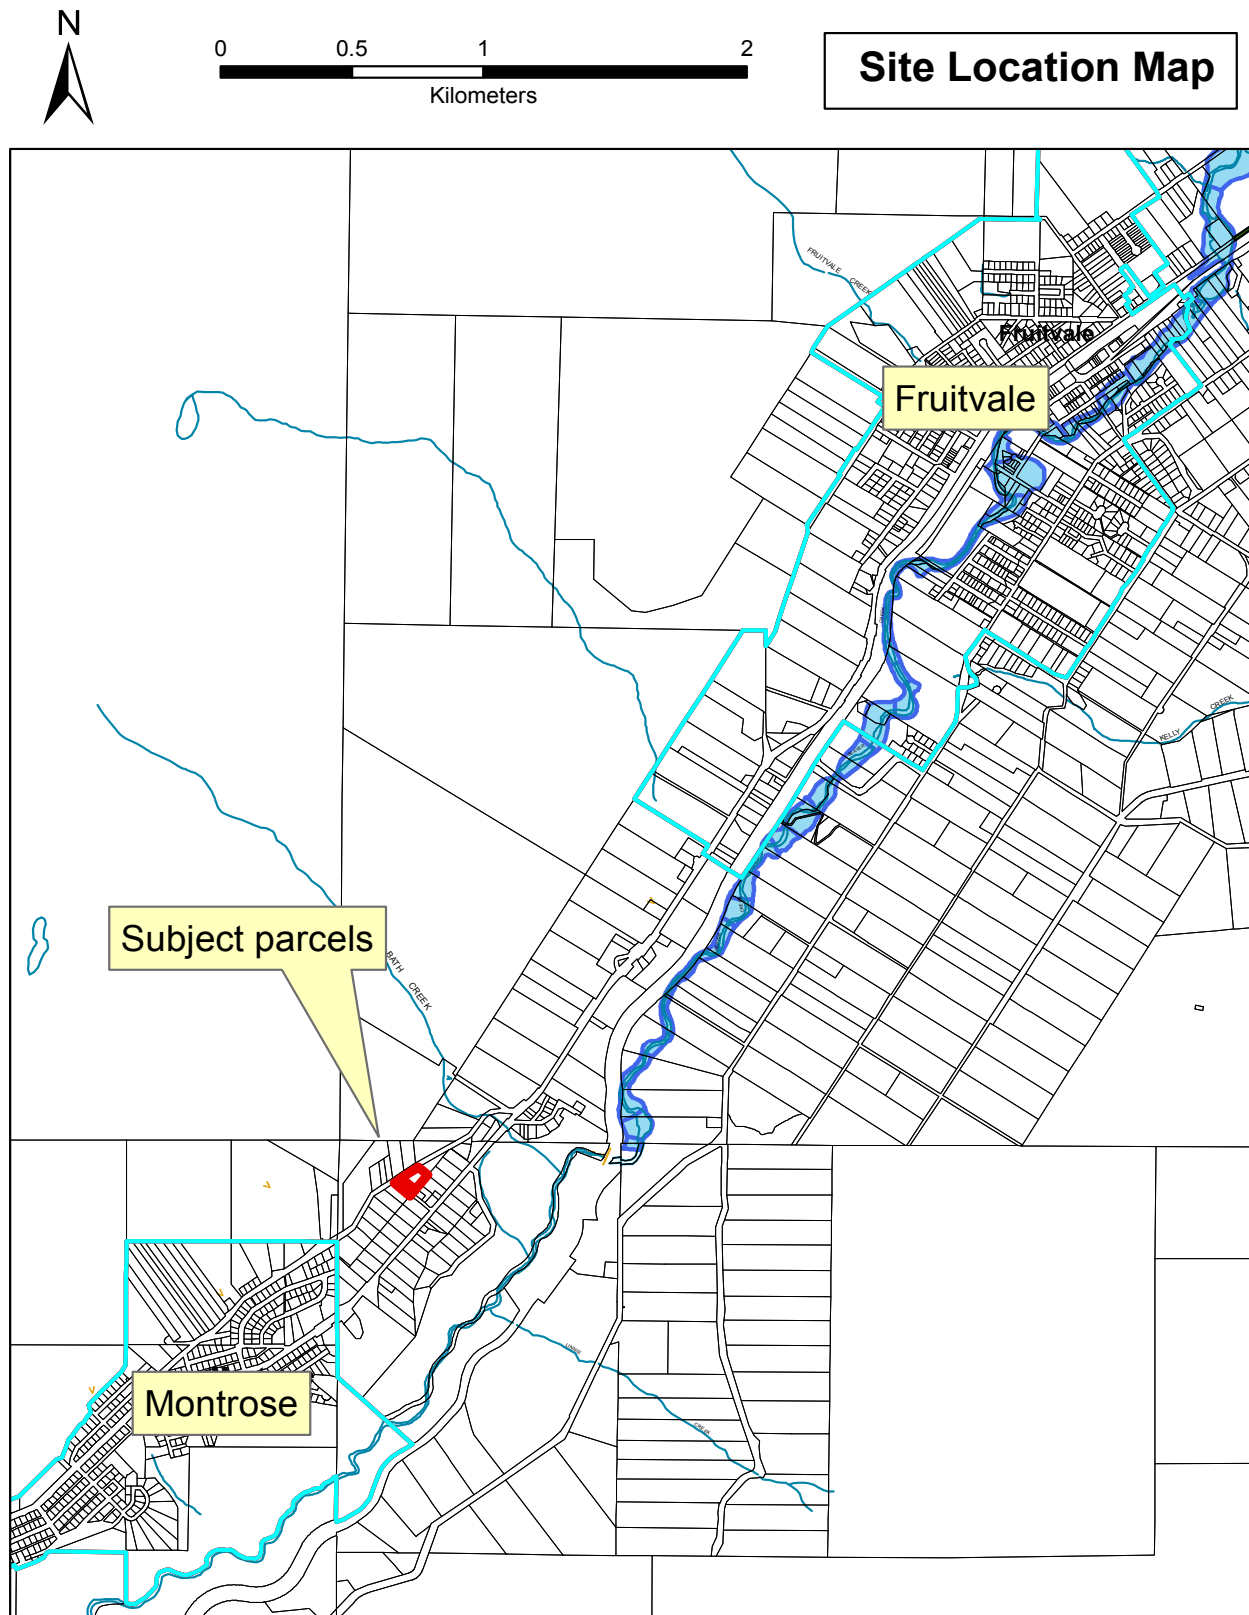 N
0 0.5 1 2
Kilometers
Site Location Map
FRUITVALE CREEK
Fruitvale
Fruitvale
KELLY CREEK
Subject parcels
BATH CREEK
Montrose
CREEK